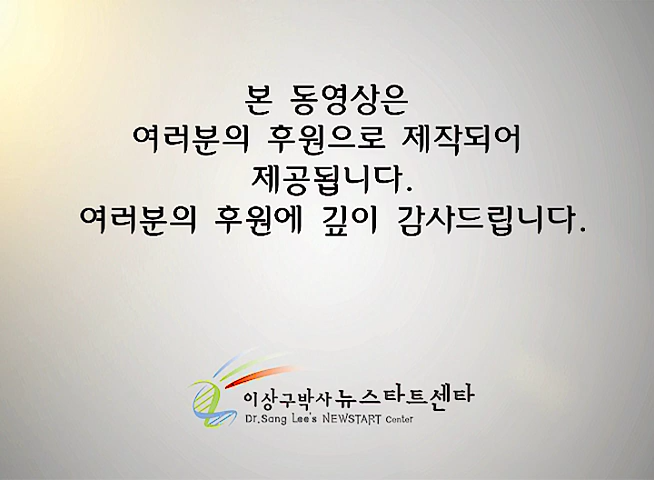 본 동영상은
여러분의 후원으로 제작되어
제공됩니다.
여러분의 후원에 깊이 감사드립니다.
이상구박사 뉴스타트센타
Dr.Sang Lee's NEWSTART Center